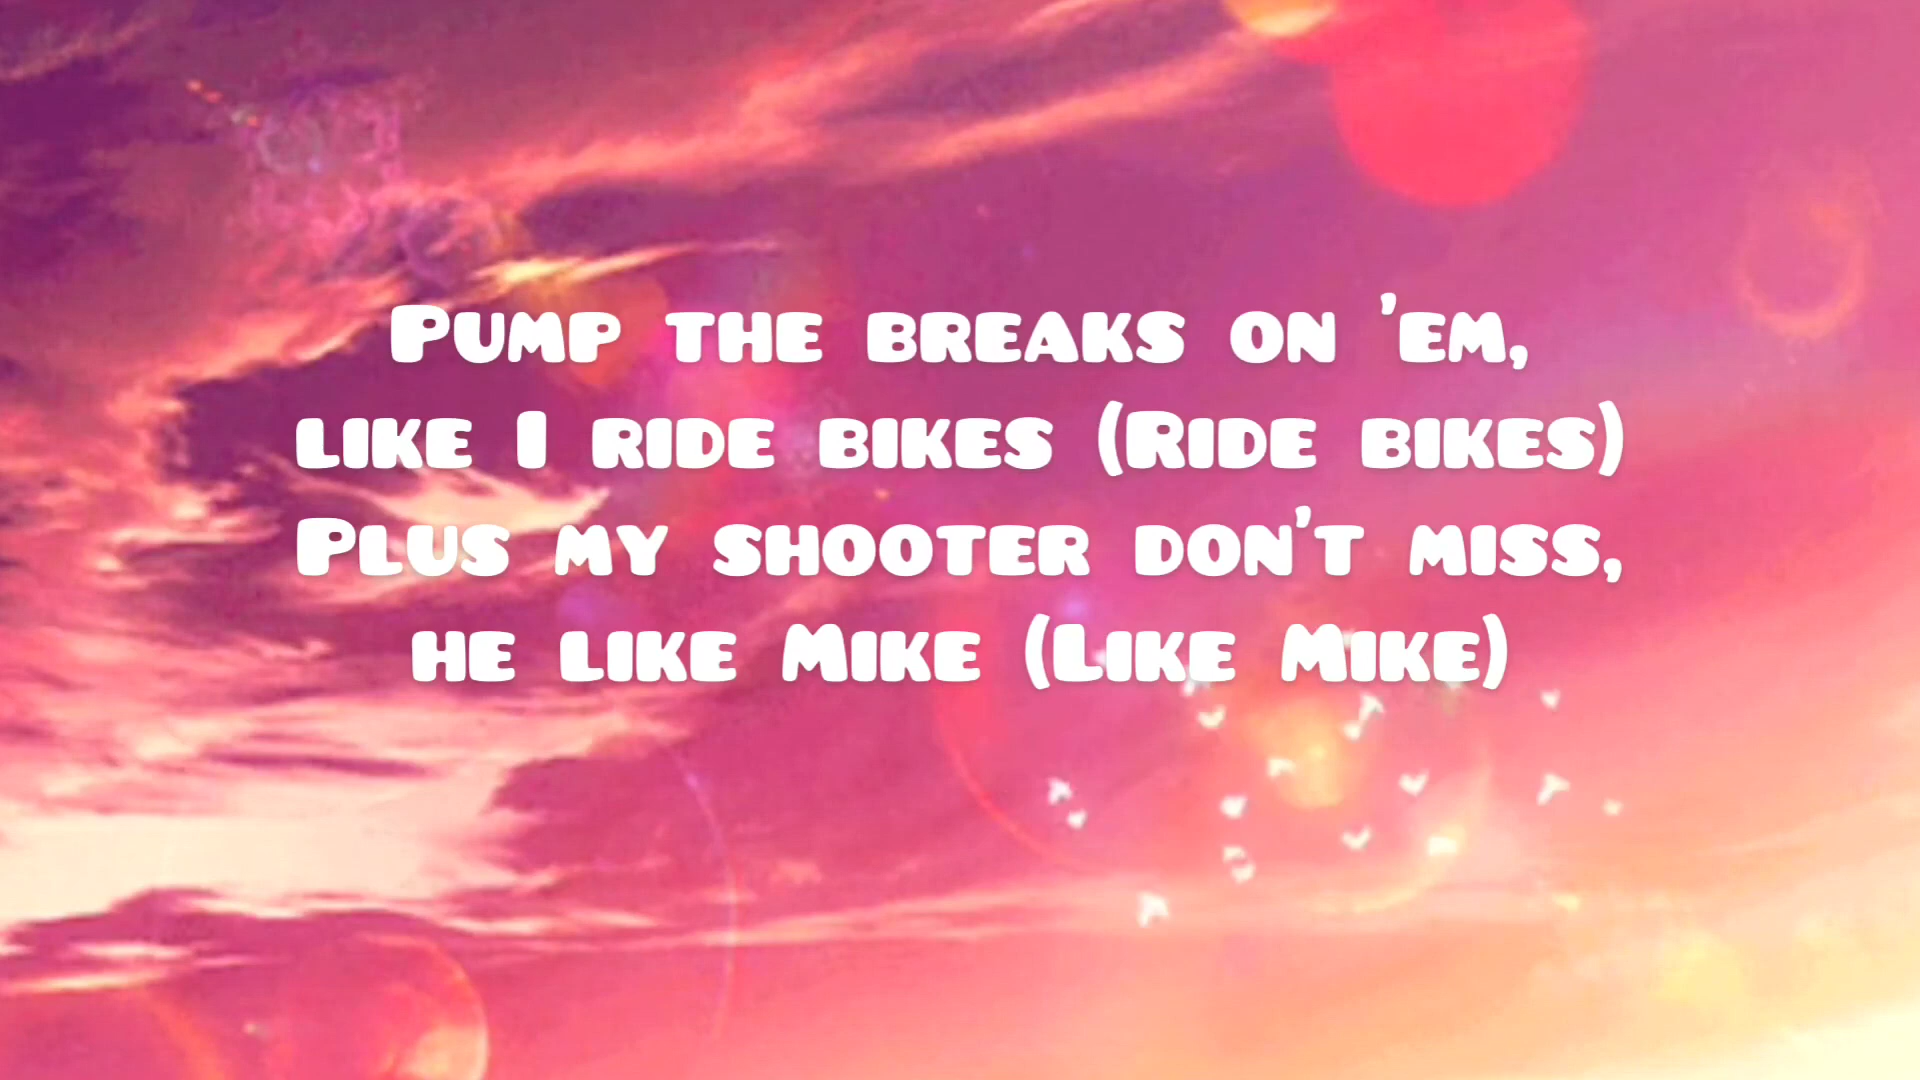 Pump the breaks on 'em,
like I ride bikes (Ride bikes)
Plus my shooter don't miss,
he like Mike (Like Mike)